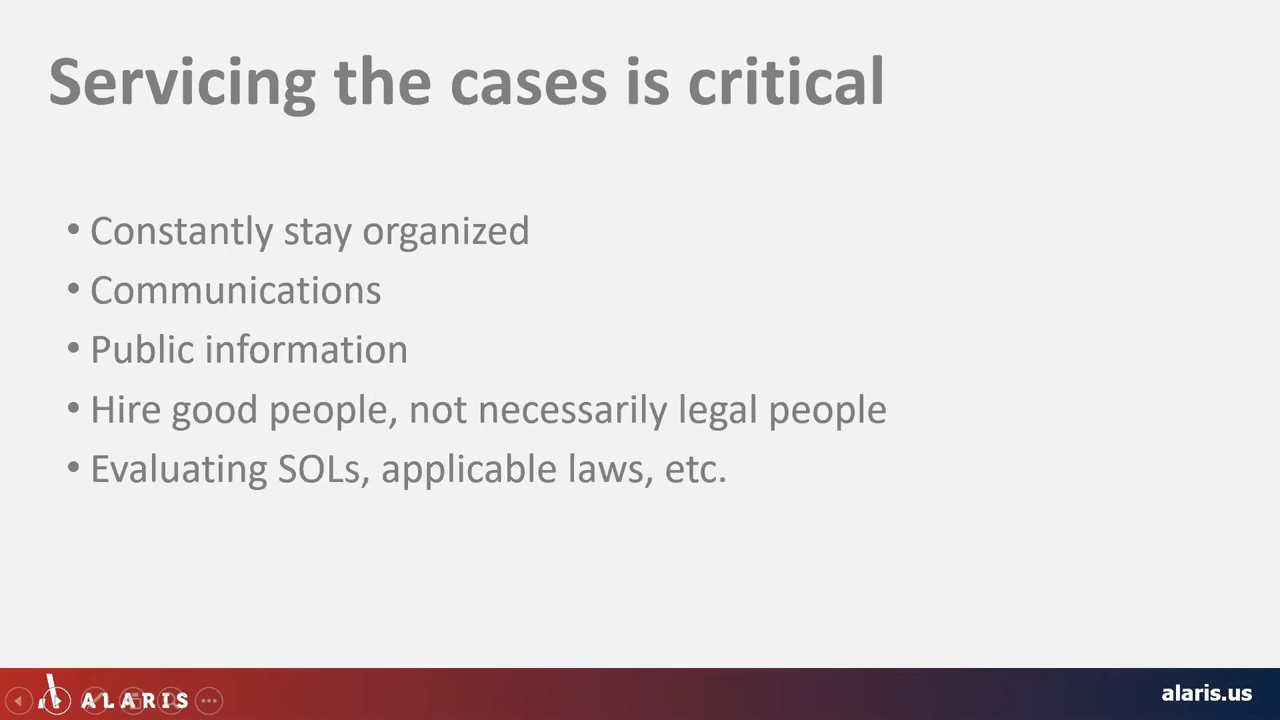 Servicing the cases is critical
• Constantly stay organized
• Communications
• Public information
• Hire good people, not necessarily legal people
• Evaluating SOLs, applicable laws, etc.
ALARIS
alaris.us